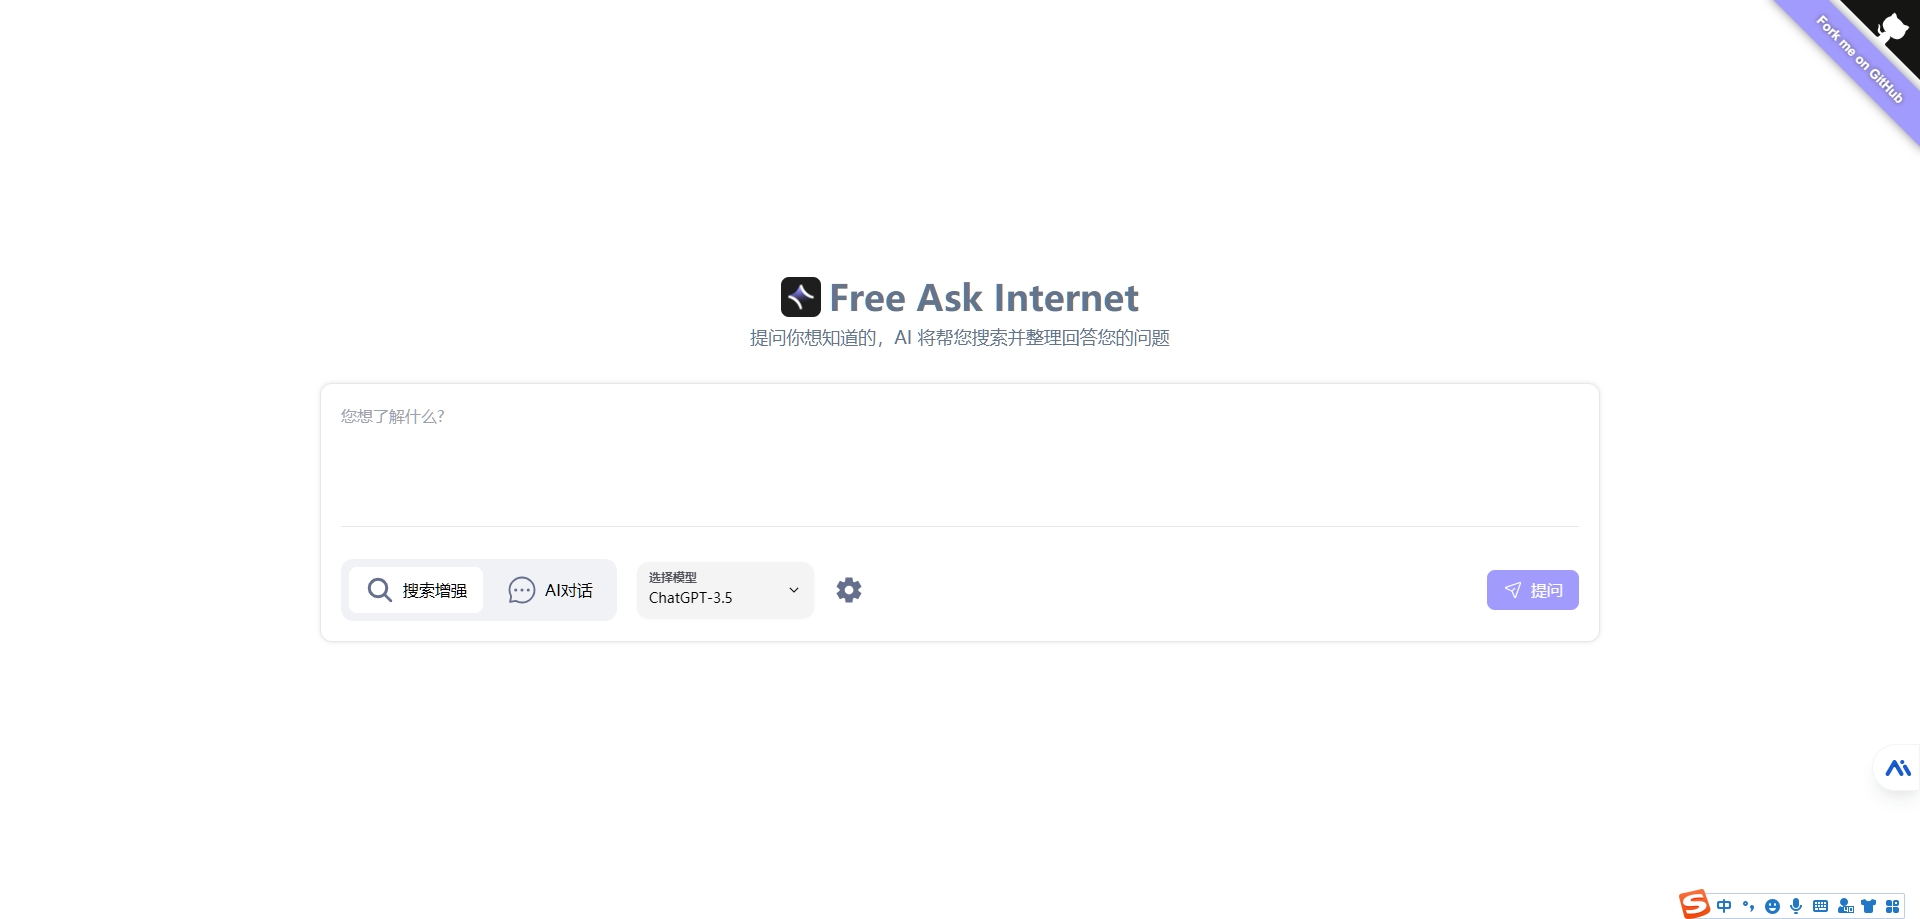 Fork me on GitHub
Free Ask Internet
提问你想知道的，AI 将帮您搜索并整理回答您的问题
您想了解什么?
搜索增强
AI对话
选择模型
ChatGPT-3.5
提问
中